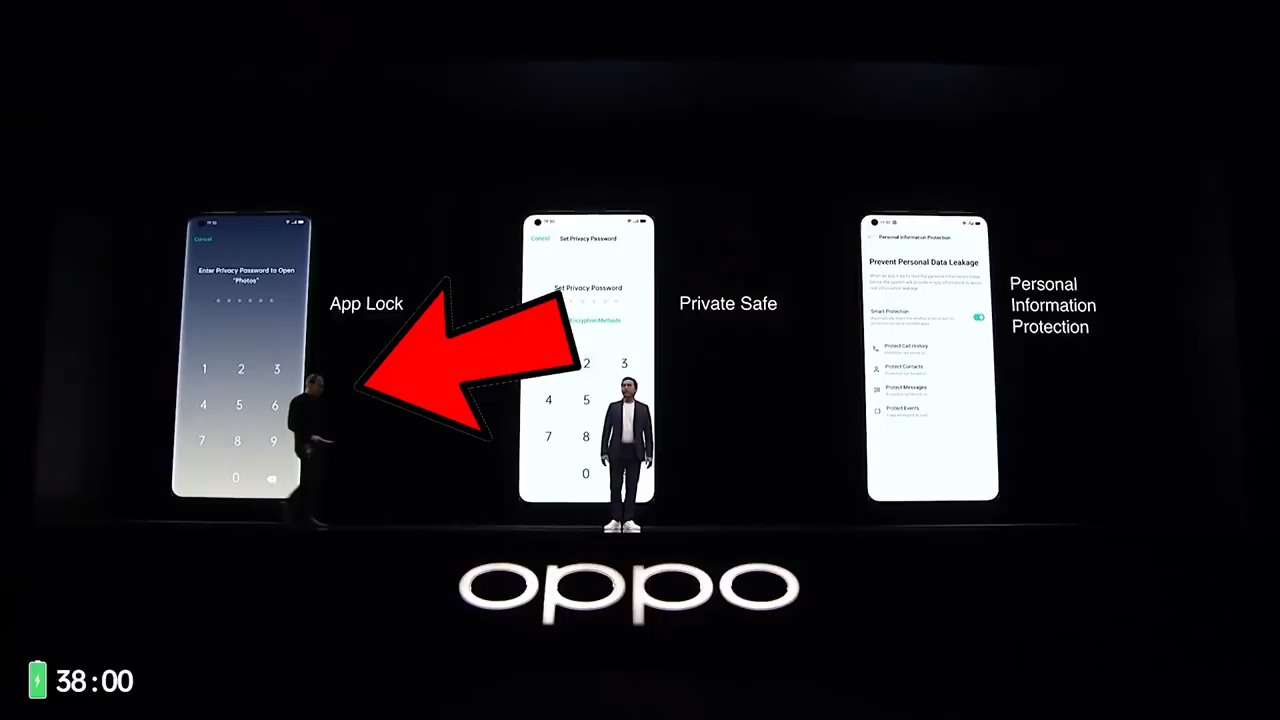 Cancel
Enter Privacy Password to Open
"Photos"
1 2 3
4 5 6
7 8 9
0
App Lock
Cancel Set Privacy Password
Set Privacy Password
Encryption Methods
2 3
4 5
7 8
0
Private Safe
Personal Information Protection
Prevent Personal Data Leakage
Smart Protection
Protect Call History
Protect Contacts
Protect Messages
Protect Events
Personal
Information
Protection
oppo
38:00